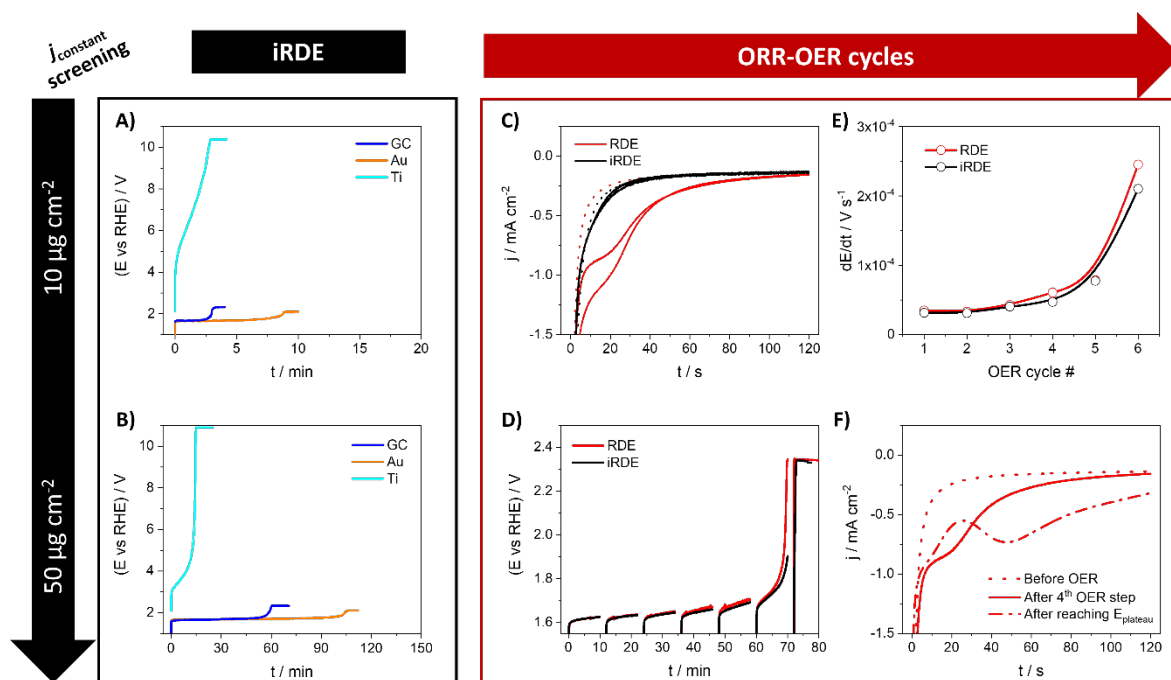 j constant
screening
iRDE
ORR-OER cycles
10 µg cm⁻²
50 µg cm⁻²
A)
(E vs RHE) / V
10
8
6
4
2
GC
Au
Ti
0
5
10
15
20
t / min
B)
(E vs RHE) / V
10
8
6
4
2
GC
Au
Ti
0
30
60
90
120
150
t / min
C)
j / mA cm⁻²
0.0
-0.5
-1.0
-1.5
RDE
iRDE
0
20
40
60
80
100
120
t / s
D)
(E vs RHE) / V
2.4
2.2
2.0
1.8
1.6
RDE
iRDE
0
10
20
30
40
50
60
70
80
t / min
E)
dE/dt / V s⁻¹
3x10⁻⁴
2x10⁻⁴
1x10⁻⁴
0
RDE
iRDE
1
2
3
4
5
6
OER cycle #
F)
j / mA cm⁻²
0.0
-0.5
-1.0
-1.5
Before OER
After 4th OER step
After reaching E plateau
0
20
40
60
80
100
120
t / s